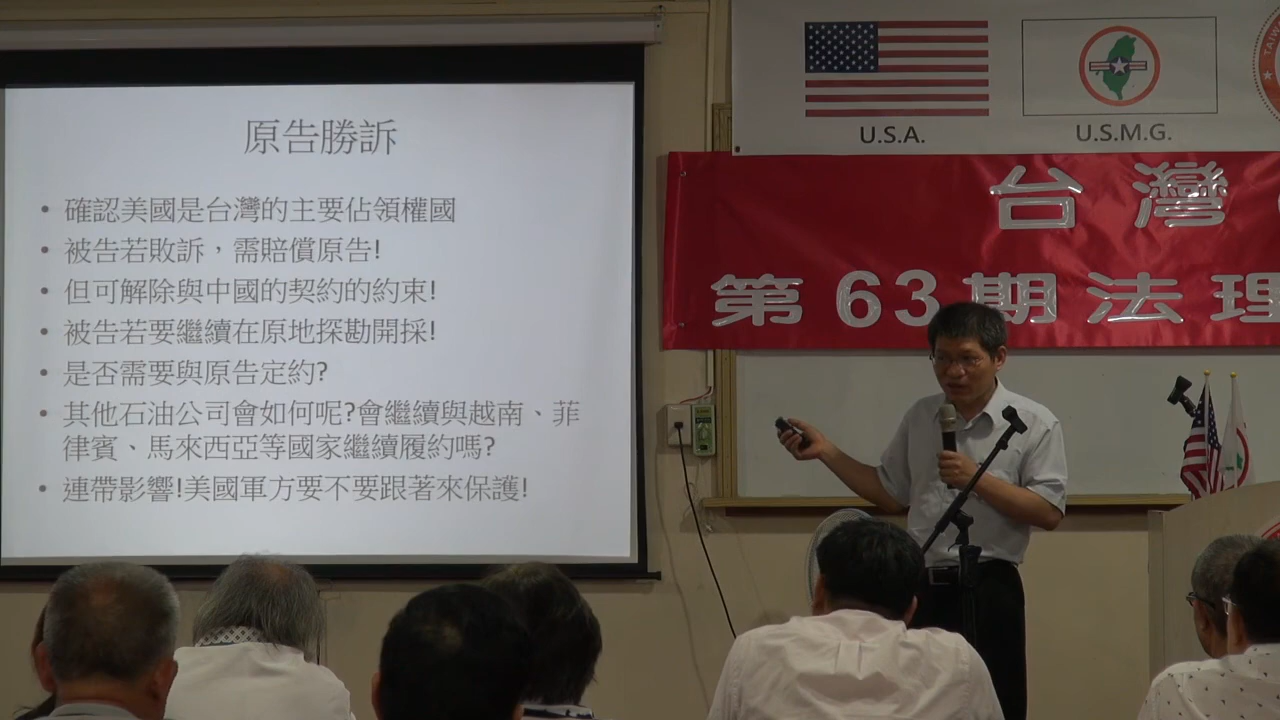 原告勝訴
• 確認美國是台灣的主要佔領權國
• 被告若敗訴，需賠償原告!
• 但可解除與中國的契約的約束!
• 被告若要繼續在原地探勘開採!
• 是否需要與原告定約?
• 其他石油公司會如何呢?會繼續與越南、菲
律賓、馬來西亞等國家繼續履約嗎?
• 連帶影響!美國軍方要不要跟著來保護!
U.S.A.
U.S.M.G.
台灣
第63期法理